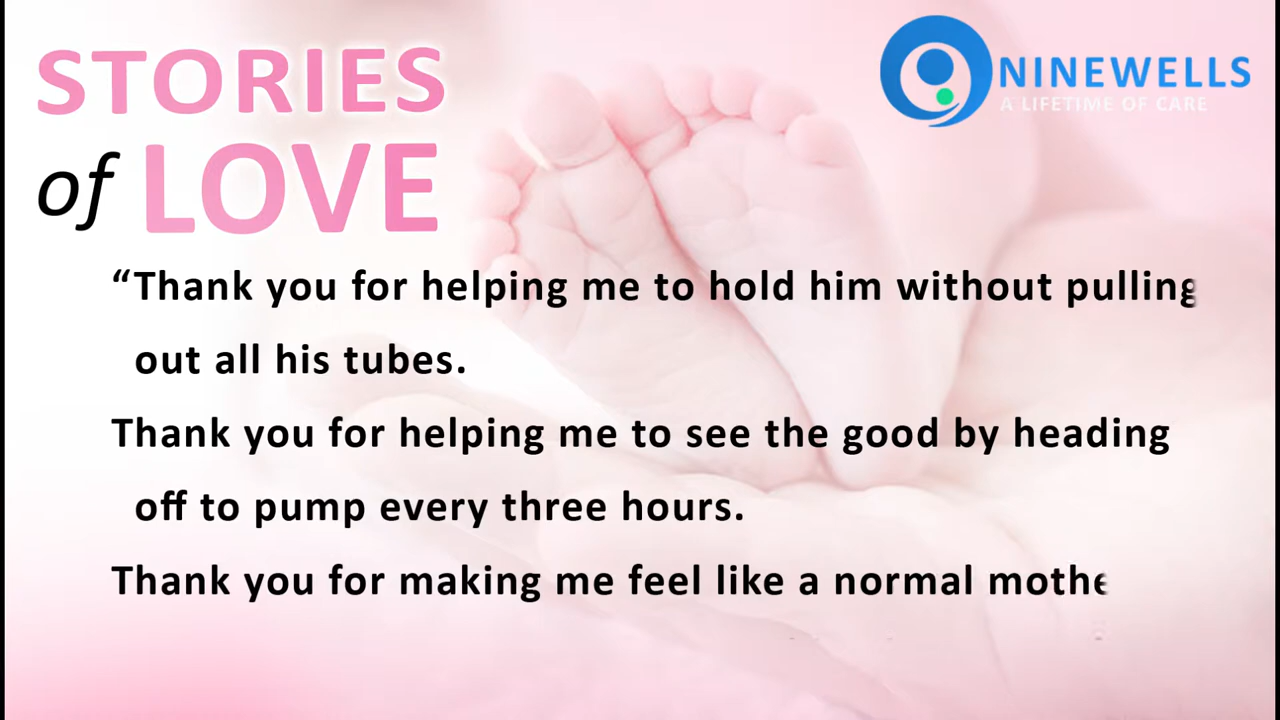 STORIES
of LOVE
NINEWELLS
A LIFETIME OF CARE
“Thank you for helping me to hold him without pulling
out all his tubes.
Thank you for helping me to see the good by heading
off to pump every three hours.
Thank you for making me feel like a normal mothe